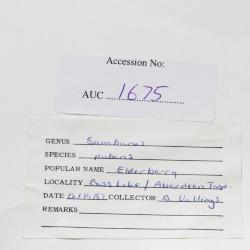 Accession No:
AUC 1675
GENUS Sambucus
SPECIES pubens
POPULAR NAME Elderberry
LOCALITY Bass Lake / Aberdeen Twp.
DATE COLLECTOR D.
REMARKS